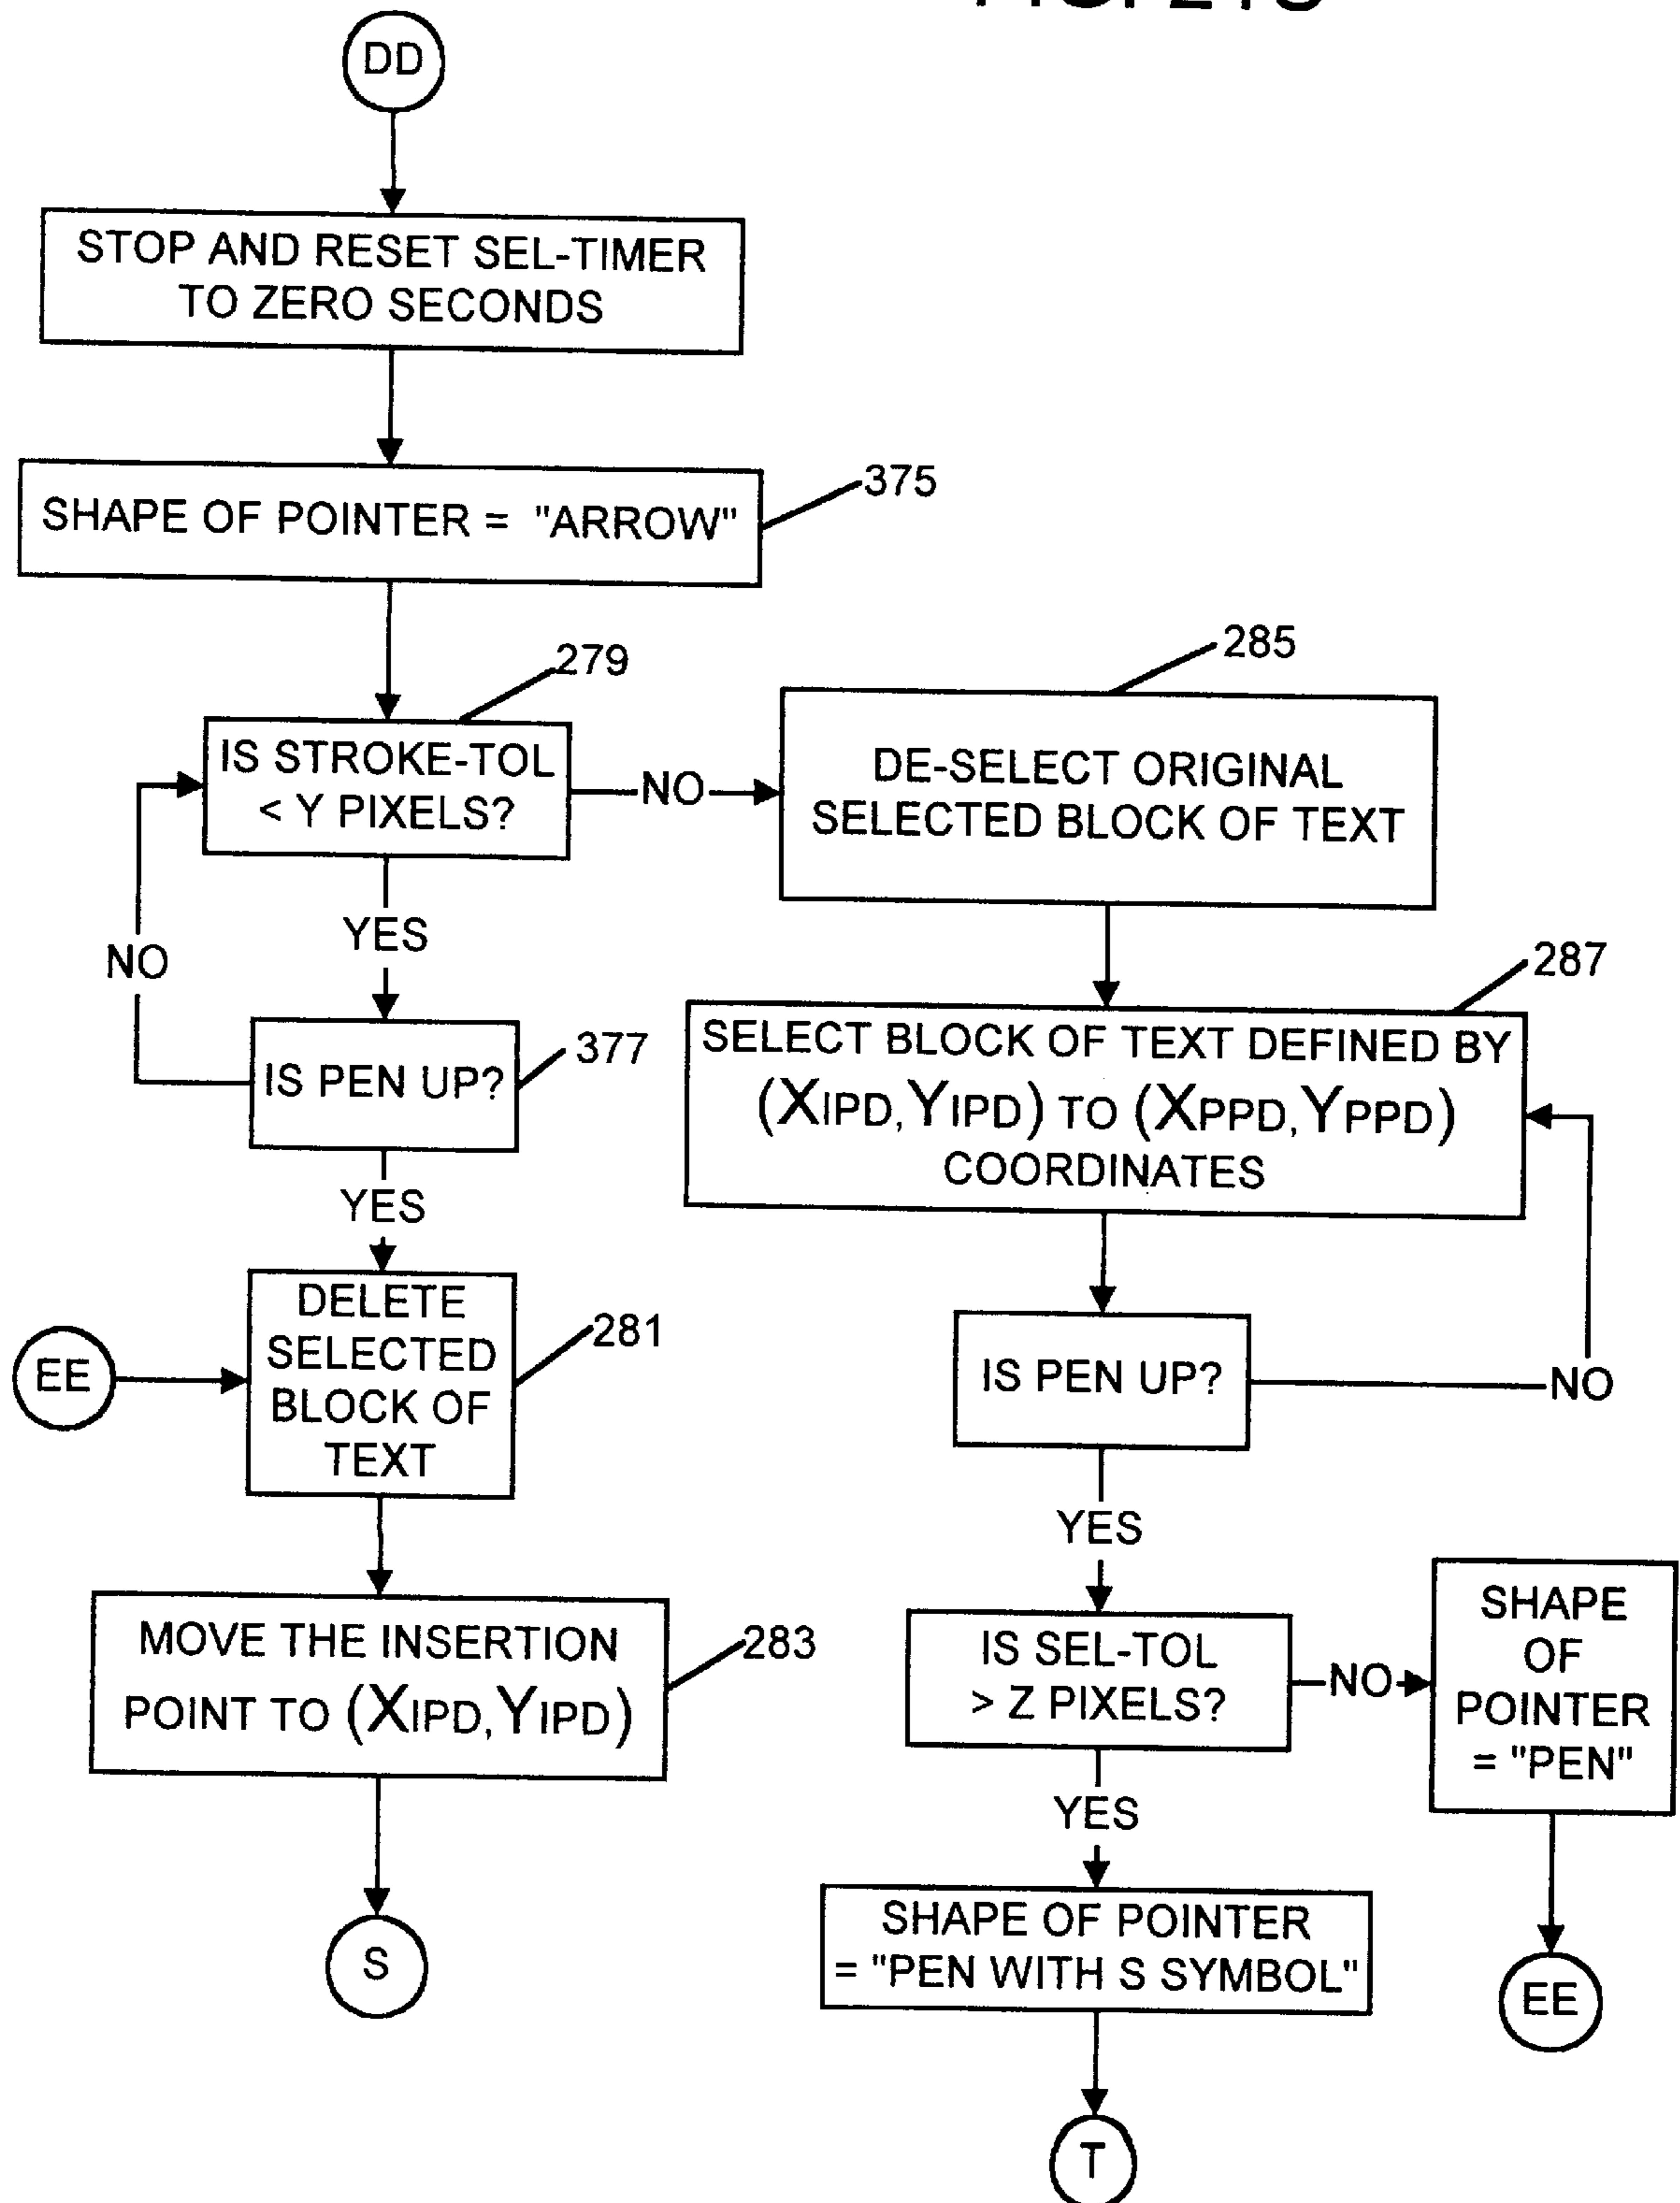 DD
STOP AND RESET SEL-TIMER
TO ZERO SECONDS
SHAPE OF POINTER = "ARROW"
375
279
IS STROKE-TOL
< Y PIXELS?
NO
285
DE-SELECT ORIGINAL
SELECTED BLOCK OF TEXT
YES
NO
IS PEN UP?
377
287
SELECT BLOCK OF TEXT DEFINED BY
(XIPD,YIPD) TO (XPPD,YPPD)
COORDINATES
YES
EE
DELETE
SELECTED
BLOCK OF
TEXT
281
IS PEN UP?
NO
YES
MOVE THE INSERTION
POINT TO (XIPD,YIPD)
283
IS SEL-TOL
> Z PIXELS?
NO
SHAPE
OF
POINTER
= "PEN"
YES
S
SHAPE OF POINTER
= "PEN WITH S SYMBOL"
EE
T